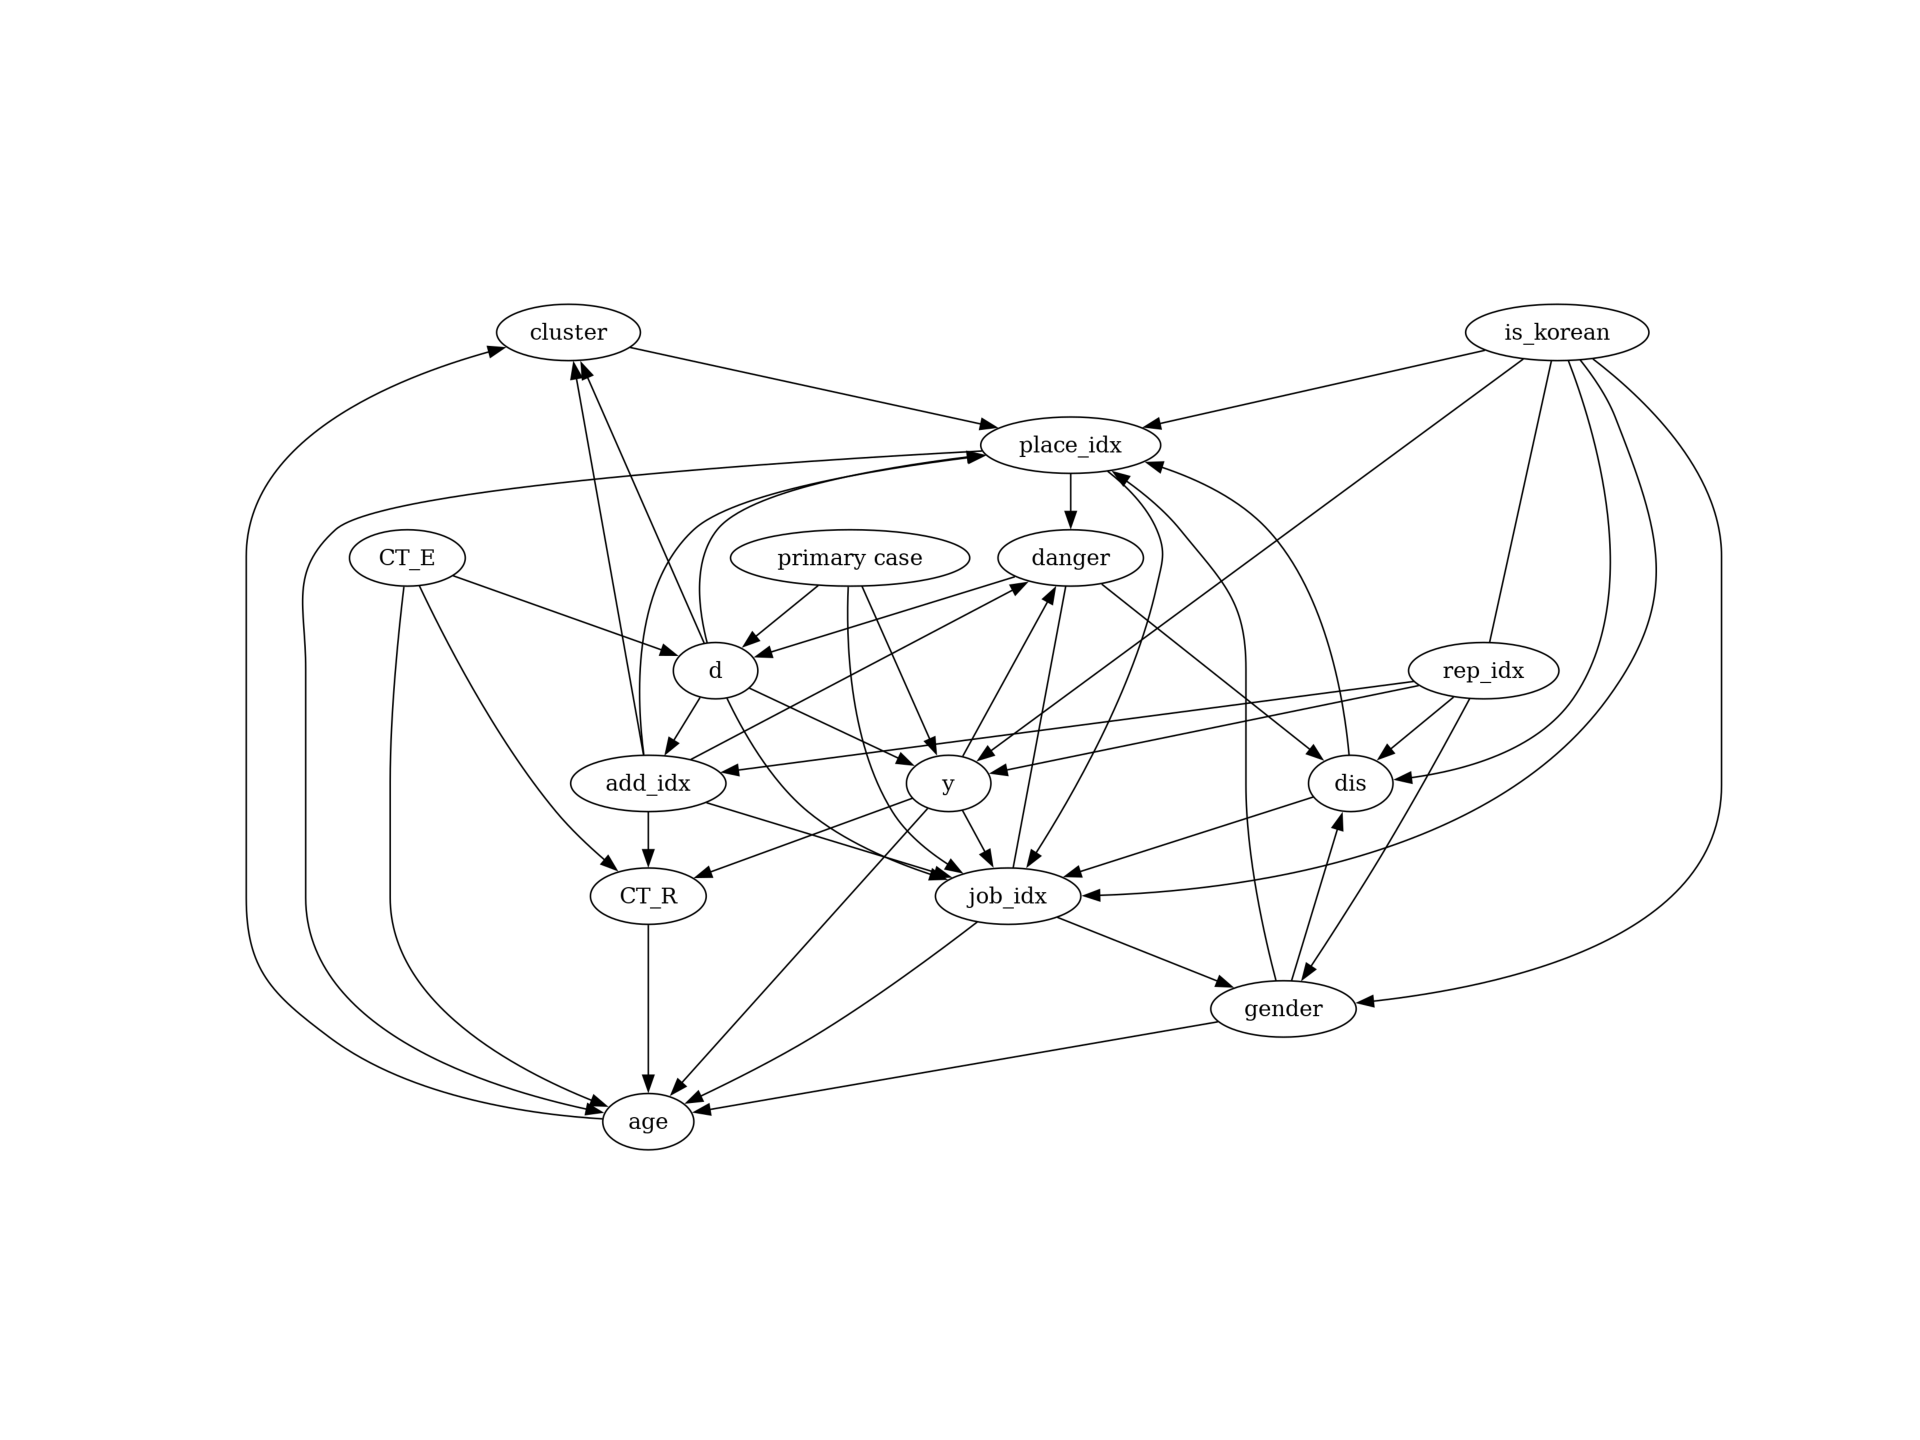 cluster
is_korean
place_idx
CT_E
primary case
danger
d
rep_idx
add_idx
y
dis
CT_R
job_idx
gender
age